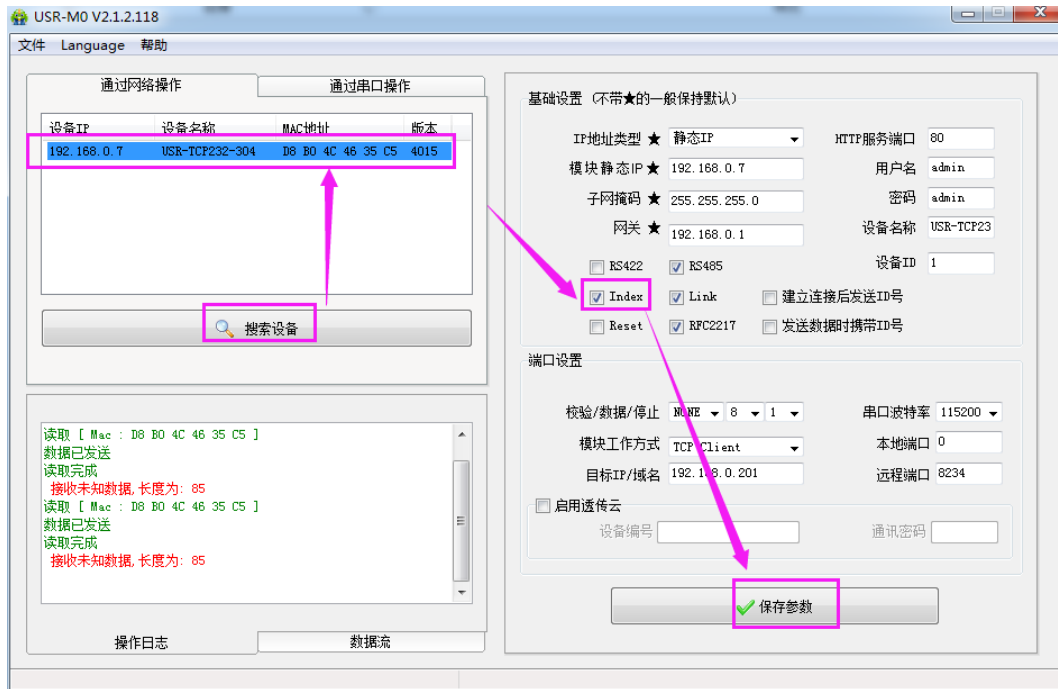 USR-M0 V2.1.2.118
文件 Language 帮助
通过网络操作 通过串口操作
设备IP 设备名称 MAC地址 版本
192.168.0.7 USR-TCP232-304 D8 B0 4C 46 35 C5 4015
搜索设备
读取 [ Mac : D8 B0 4C 46 35 C5 ]
数据已发送
读取完成
接收未知数据,长度为: 85
读取 [ Mac : D8 B0 4C 46 35 C5 ]
数据已发送
读取完成
接收未知数据,长度为: 85
操作日志 数据流
基础设置 (不带★的一般保持默认)
IP地址类型 ★ 静态IP HTTP服务端口 80
模块静态IP★ 192.168.0.7 用户名 admin
子网掩码 ★ 255.255.255.0 密码 admin
网关 ★ 192.168.0.1 设备名称 USR-TCP23
RS422 RS485 设备ID 1
Index Link 建立连接后发送ID号
Reset RFC2217 发送数据时携带ID号
端口设置
校验/数据/停止 NONE 8 1 串口波特率 115200
模块工作方式 TCP Client 本地端口 0
目标IP/域名 192.168.0.201 远程端口 8234
启用透传云
设备编号 通讯密码
保存参数